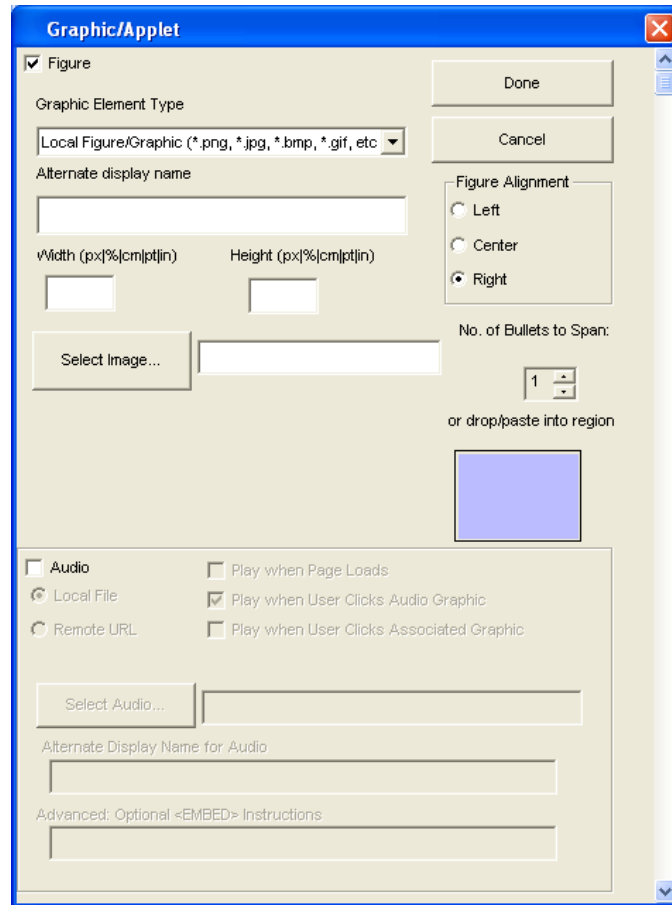 Graphic/Applet
Figure
Done
Graphic Element Type
Local Figure/Graphic (*.png, *.jpg, *.bmp, *.gif, etc
Cancel
Alternate display name
Figure Alignment
Left
Center
Right
Width (px|%|cm|pt|in)
Height (px|%|cm|pt|in)
No. of Bullets to Span:
Select Image...
1
or drop/paste into region
Audio
Play when Page Loads
Local File
Play when User Clicks Audio Graphic
Remote URL
Play when User Clicks Associated Graphic
Select Audio...
Alternate Display Name for Audio
Advanced: Optional <EMBED> Instructions